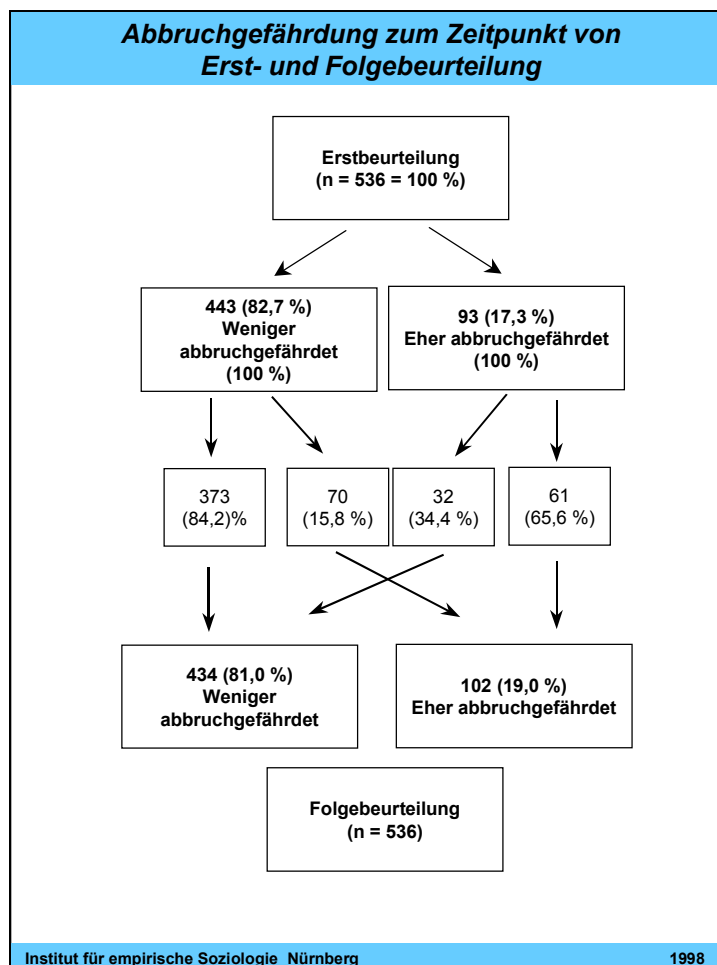 Abbruchgefährdung zum Zeitpunkt von
Erst- und Folgebeurteilung
Erstbeurteilung
(n = 536 = 100 %)
443 (82,7 %)
Weniger
abbruchgefährdet
(100 %)
93 (17,3 %)
Eher abbruchgefährdet
(100 %)
373
(84,2)%
70
(15,8 %)
32
(34,4 %)
61
(65,6 %)
434 (81,0 %)
Weniger
abbruchgefährdet
102 (19,0 %)
Eher abbruchgefährdet
Folgebeurteilung
(n = 536)
Institut für empirische Soziologie Nürnberg 1998